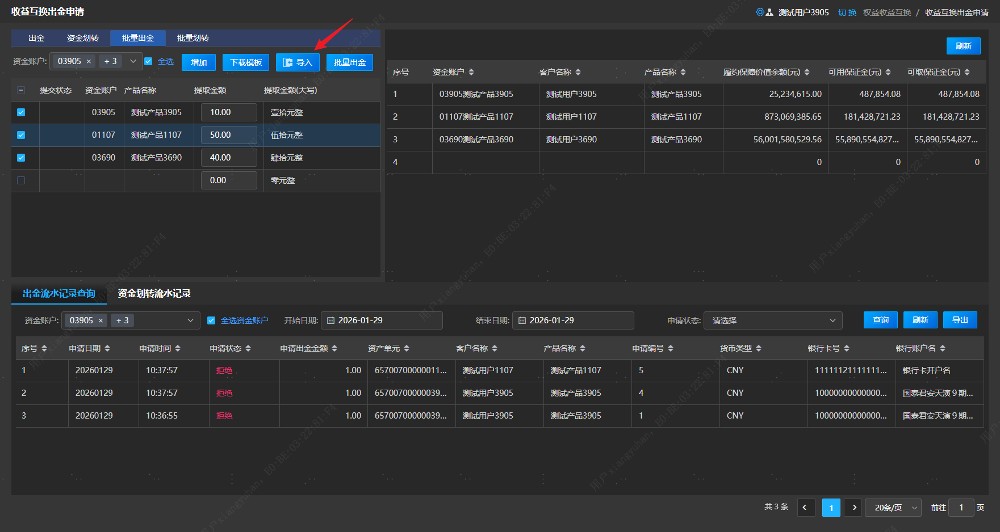 收益互换出金申请
测试用户3905 切 换 权益收益互换 / 收益互换出金申请
出金 资金划转 批量出金 批量划转
资金账户: 03905 × + 3 全选 增加 下载模板 导入 批量出金
提交状态 资金账户 产品名称 提取金额 提取金额(大写)
03905 测试产品3905 10.00 壹拾元整
01107 测试产品1107 50.00 伍拾元整
03690 测试产品3690 40.00 肆拾元整
0.00 零元整
刷新
序号 资金账户 客户名称 产品名称 履约保障价值余额(元) 可用保证金(元) 可取保证金(元)
1 03905测试产品3905 测试用户3905 测试产品3905 25,234,615.00 487,854.08 487,854.08
2 01107测试产品1107 测试用户1107 测试产品1107 873,069,385.65 181,428,721.23 181,428,721.23
3 03690测试产品3690 测试用户3690 测试产品3690 56,001,580,529.56 55,890,554,827... 55,890,554,827...
4 0 0 0
出金流水记录查询 资金划转流水记录
资金账户: 03905 × + 3 全选资金账户 开始日期: 2026-01-29 结束日期: 2026-01-29 申请状态: 请选择 查询 刷新 导出
序号 申请日期 申请时间 申请状态 申请出金金额 资产单元 客户名称 产品名称 申请编号 货币类型 银行卡号 银行账户名
1 20260129 10:37:57 拒绝 1.00 65700700000011... 测试用户1107 测试产品1107 5 CNY 11111121111111... 银行卡开户名
2 20260129 10:37:57 拒绝 1.00 65700700000039... 测试用户3905 测试产品3905 4 CNY 10000000000000... 国泰君安天演９期...
3 20260129 10:36:55 拒绝 1.00 65700700000039... 测试用户3905 测试产品3905 1 CNY 10000000000000... 国泰君安天演９期...
共 3 条 1 20条/页 前往 1 页
用户xiangyuhan, E0:BE:03:22:81:F4